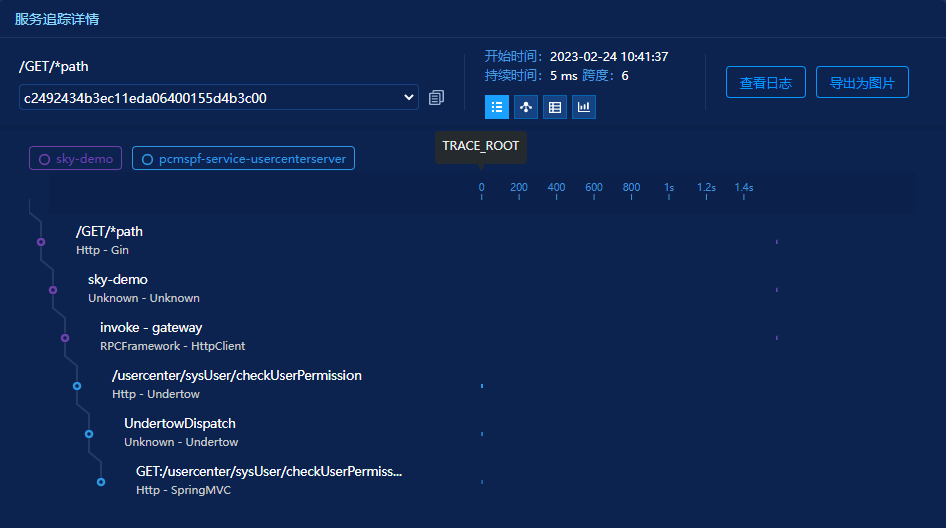 服务追踪详情
/GET/*path
c2492434b3ec11eda06400155d4b3c00
开始时间：2023-02-24 10:41:37
持续时间：5 ms 跨度：6
查看日志
导出为图片
sky-demo
pcmspf-service-usercenterserver
TRACE_ROOT
0 200 400 600 800 1s 1.2s 1.4s
/GET/*path
Http - Gin
sky-demo
Unknown - Unknown
invoke - gateway
RPCFramework - HttpClient
/usercenter/sysUser/checkUserPermission
Http - Undertow
UndertowDispatch
Unknown - Undertow
GET:/usercenter/sysUser/checkUserPermiss...
Http - SpringMVC